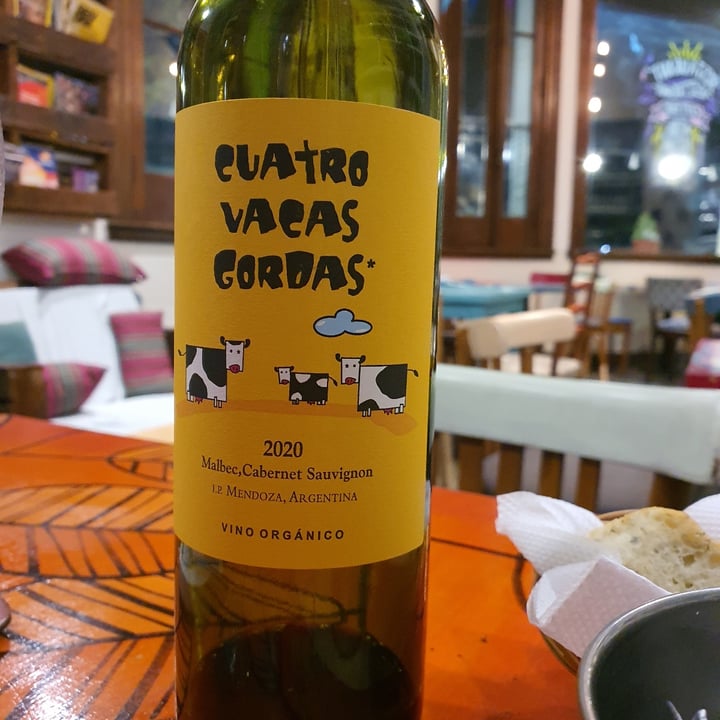 CUATRO
VACAS
GORDAS*
2020
Malbec,Cabernet Sauvignon
I.P. MENDOZA, ARGENTINA
VINO ORGÁNICO